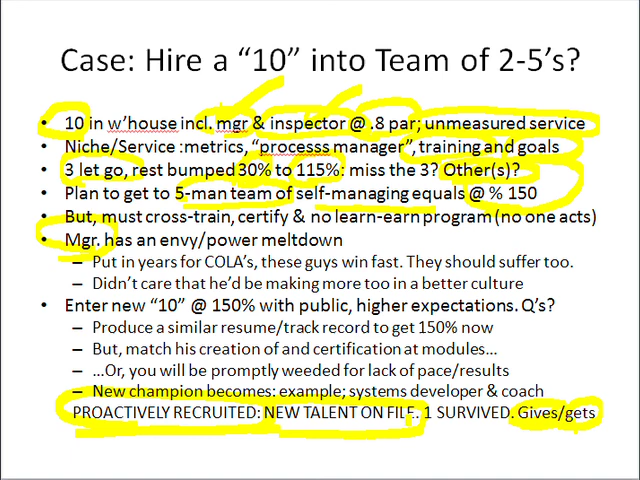 Case: Hire a “10” into Team of 2-5’s?
• 10 in w’house incl. mgr & inspector @ .8 par; unmeasured service
• Niche/Service :metrics, “processs manager”, training and goals
• 3 let go, rest bumped 30% to 115%: miss the 3? Other(s)?
• Plan to get to 5-man team of self-managing equals @ % 150
• But, must cross-train, certify & no learn-earn program (no one acts)
• Mgr. has an envy/power meltdown
– Put in years for COLA’s, these guys win fast. They should suffer too.
– Didn’t care that he’d be making more too in a better culture
• Enter new “10” @ 150% with public, higher expectations. Q’s?
– Produce a similar resume/track record to get 150% now
– But, match his creation of and certification at modules…
– …Or, you will be promptly weeded for lack of pace/results
– New champion becomes: example; systems developer & coach
PROACTIVELY RECRUITED: NEW TALENT ON FILE. 1 SURVIVED. Gives/gets